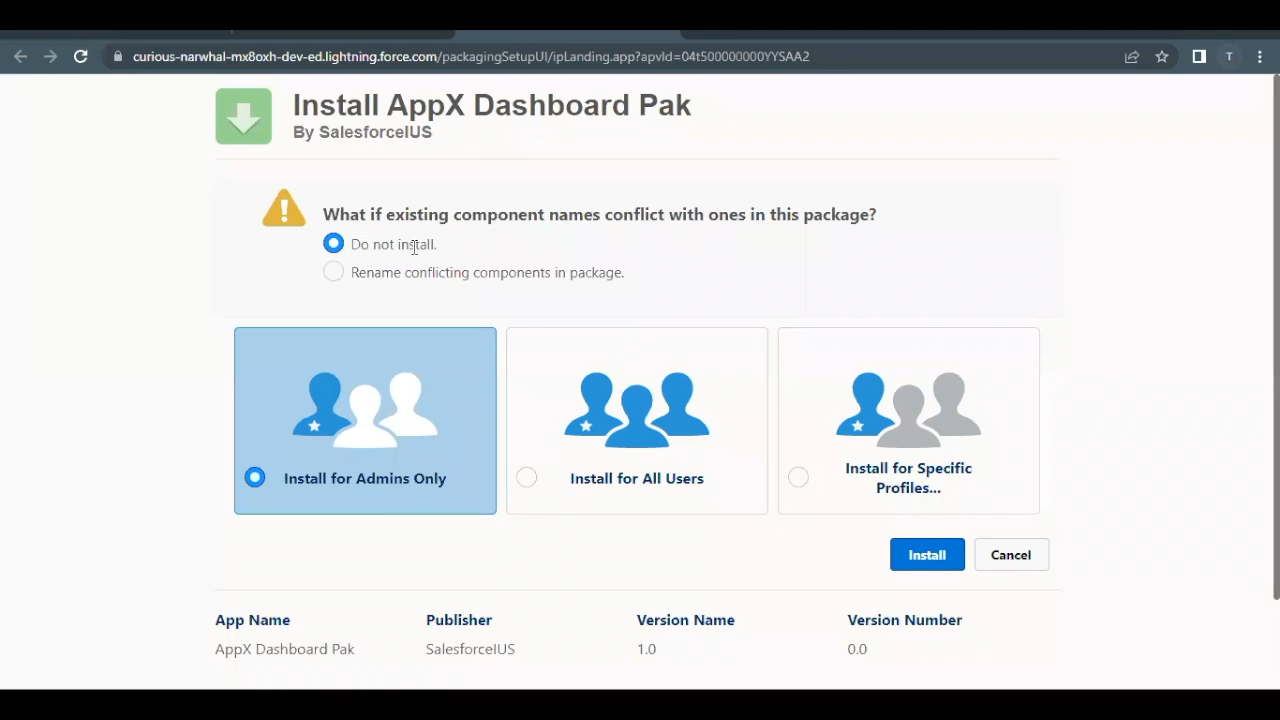 curious-narwhal-mx8oxh-dev-ed.lightning.force.com/packagingSetupUI/ipLanding.app?apvId=04t500000000YYSAA2
T
Install AppX Dashboard Pak
By SalesforceIUS
What if existing component names conflict with ones in this package?
Do not install.
Rename conflicting components in package.
Install for Admins Only
Install for All Users
Install for Specific
Profiles...
Install
Cancel
App Name
Publisher
Version Name
Version Number
AppX Dashboard Pak
SalesforceIUS
1.0
0.0